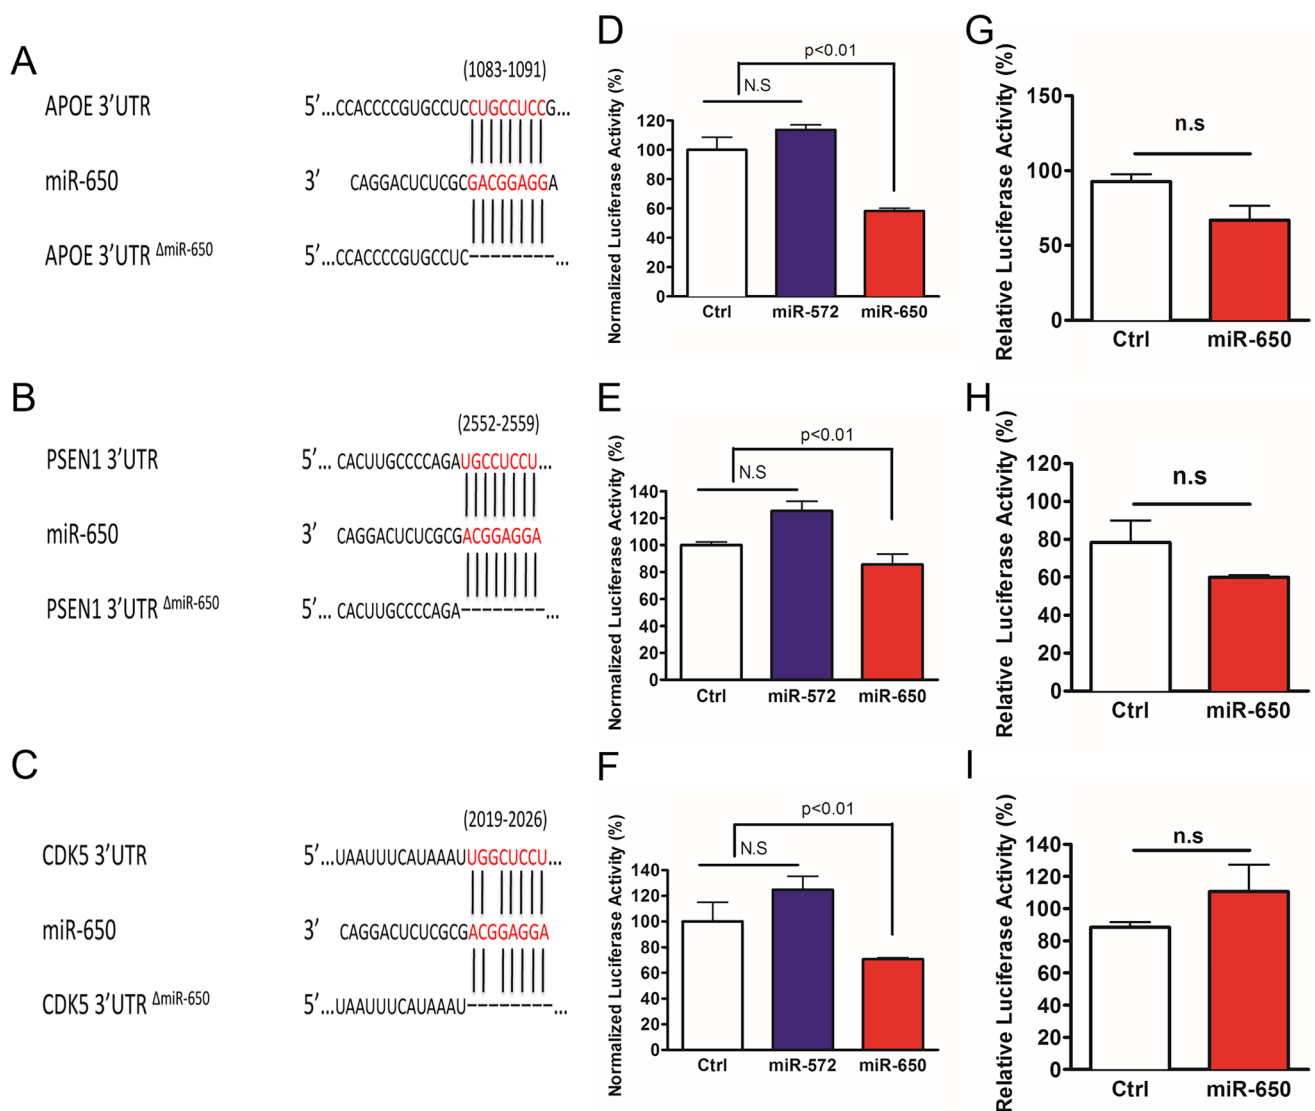 A
(1083-1091)
APOE 3’UTR 5’...CCACCCCGUGCCUCCUGCCUCCG...
miR-650 3’ CAGGACUCUCGCGACGGAGGA
APOE 3’UTR ΔmiR-650 5’...CCACCCCGUGCCUC---------...
B
(2552-2559)
PSEN1 3’UTR 5’... CACUUGCCCCAGAUGCCUCCU...
miR-650 3’ CAGGACUCUCGCGACGGAGGA
PSEN1 3’UTR ΔmiR-650 5’... CACUUGCCCCAGA---------...
C
(2019-2026)
CDK5 3’UTR 5’...UAAUUUCAUAAAUUGGCUCCU...
miR-650 3’ CAGGACUCUCGCGACGGAGGA
CDK5 3’UTR ΔmiR-650 5’...UAAUUUCAUAAAU---------...
D
p<0.01
N.S
Normalized Luciferase Activity (%)
120
100
80
60
40
20
0
Ctrl miR-572 miR-650
E
p<0.01
N.S
Normalized Luciferase Activity (%)
140
120
100
80
60
40
20
0
Ctrl miR-572 miR-650
F
p<0.01
N.S
Normalized Luciferase Activity (%)
140
120
100
80
60
40
20
0
Ctrl miR-572 miR-650
G
n.s
Relative Luciferase Activity (%)
150
100
50
0
Ctrl miR-650
H
n.s
Relative Luciferase Activity (%)
120
100
80
60
40
20
0
Ctrl miR-650
I
n.s
Relative Luciferase Activity (%)
140
120
100
80
60
40
20
0
Ctrl miR-650